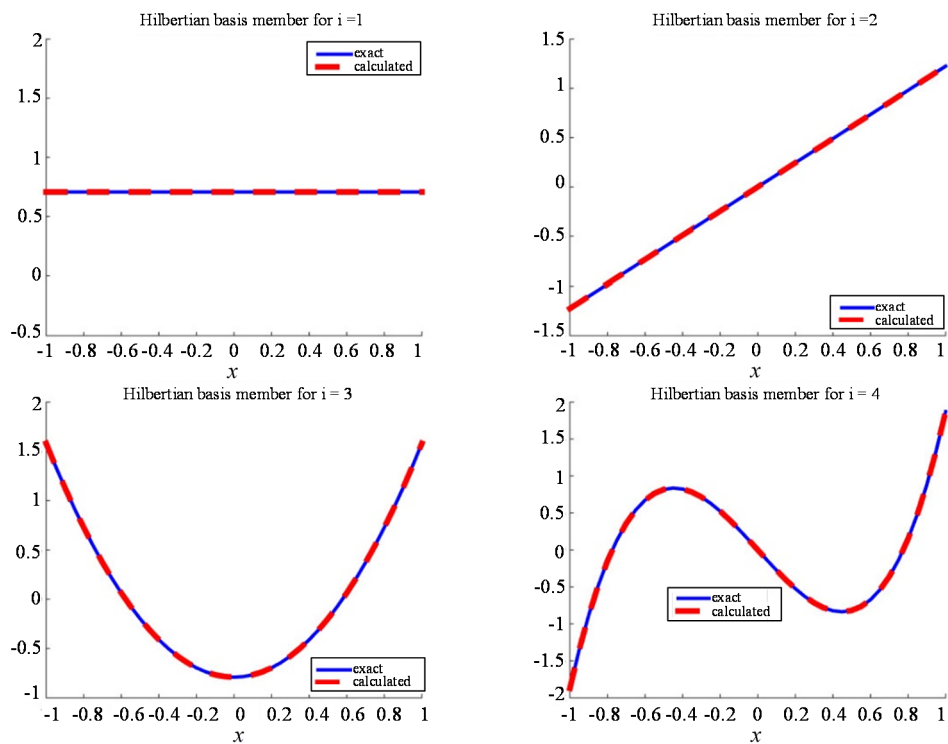 Hilbertian basis member for i =1
2
1.5
1
0.5
0
-0.5
exact
calculated
-1 -0.8 -0.6 -0.4 -0.2 0 0.2 0.4 0.6 0.8 1
x
Hilbertian basis member for i =2
1.5
1
0.5
0
-0.5
-1
-1.5
exact
calculated
-1 -0.8 -0.6 -0.4 -0.2 0 0.2 0.4 0.6 0.8 1
x
Hilbertian basis member for i = 3
2
1.5
1
0.5
0
-0.5
-1
exact
calculated
-1 -0.8 -0.6 -0.4 -0.2 0 0.2 0.4 0.6 0.8 1
x
Hilbertian basis member for i = 4
2
1.5
1
0.5
0
-0.5
-1
-1.5
-2
exact
calculated
-1 -0.8 -0.6 -0.4 -0.2 0 0.2 0.4 0.6 0.8 1
x